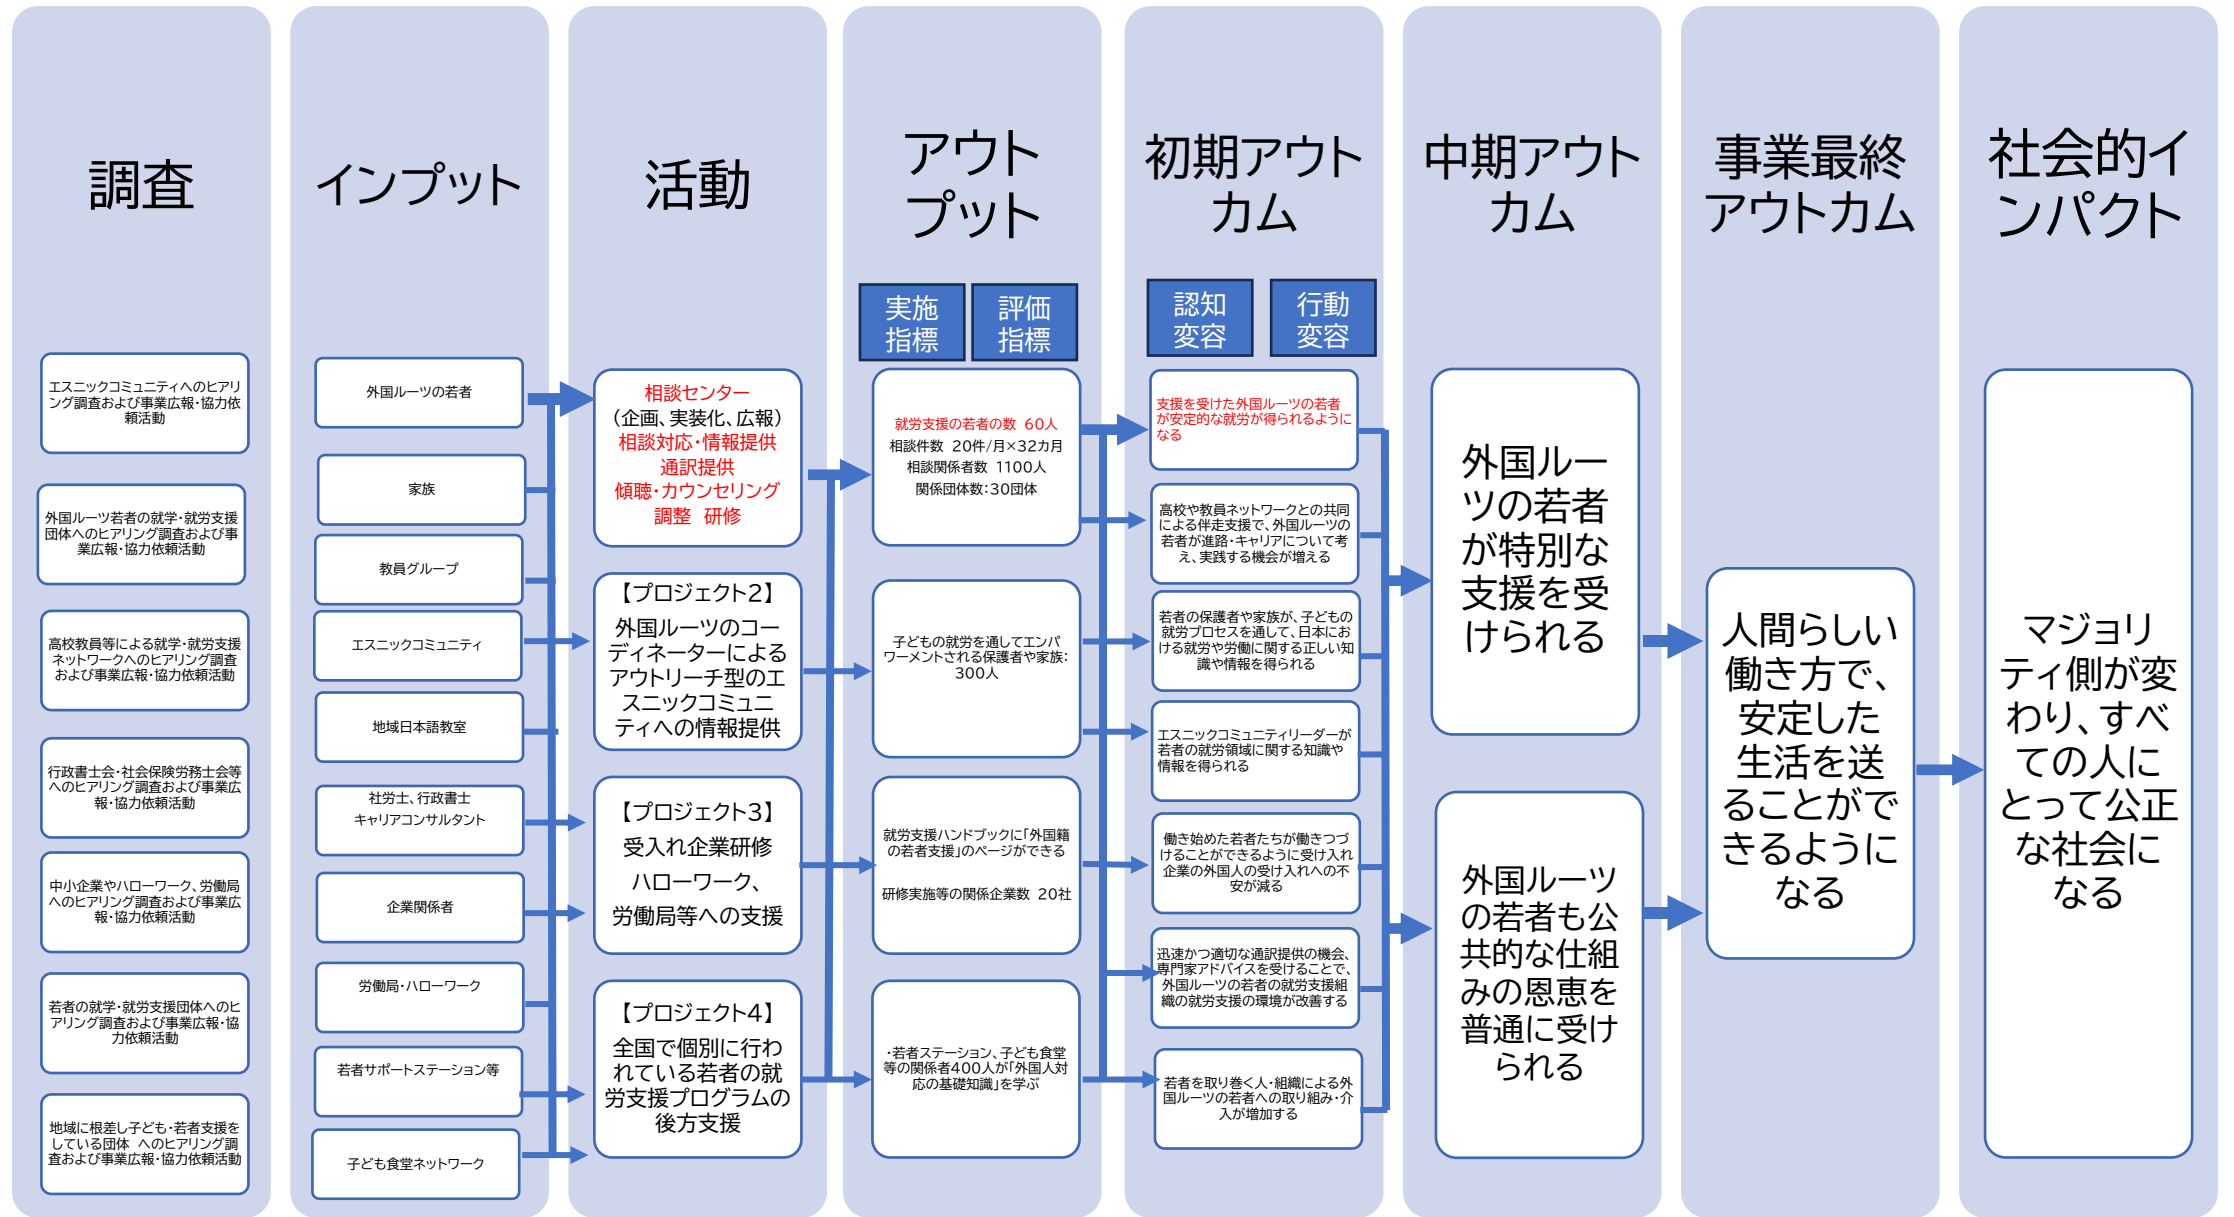 調査
エスニックコミュニティへのヒアリ
ング調査および事業広報・協力依
頼活動
外国ルーツ若者の就学・就労支援
団体へのヒアリング調査および事
業広報・協力依頼活動
高校教員等による就学・就労支援
ネットワークへのヒアリング調査
および事業広報・協力依頼活動
行政書士会・社会保険労務士会等
へのヒアリング調査および事業広
報・協力依頼活動
中小企業やハローワーク、労働局
へのヒアリング調査および事業広
報・協力依頼活動
若者の就学・就労支援団体へのヒ
アリング調査および事業広報・協
力依頼活動
地域に根差し子ども・若者支援を
している団体 へのヒアリング調
査および事業広報・協力依頼活動
インプット
外国ルーツの若者
家族
教員グループ
エスニックコミュニティ
地域日本語教室
社労士、行政書士
キャリアコンサルタント
企業関係者
労働局・ハローワーク
若者サポートステーション等
子ども食堂ネットワーク
活動
相談センター
（企画、実装化、広報）
相談対応・情報提供
通訳提供
傾聴・カウンセリング
調整 研修
【プロジェクト2】
外国ルーツのコー
ディネーターによる
アウトリーチ型のエ
スニックコミュニ
ティへの情報提供
【プロジェクト3】
受入れ企業研修
ハローワーク、
労働局等への支援
【プロジェクト4】
全国で個別に行わ
れている若者の就
労支援プログラムの
後方支援
アウト
プット
実施
指標
評価
指標
就労支援の若者の数 60人
相談件数 20件/月×32カ月
相談関係者数 1100人
関係団体数：30団体
子どもの就労を通してエンパ
ワーメントされる保護者や家族：
300人
就労支援ハンドブックに「外国籍
の若者支援」のページができる
研修実施等の関係企業数 20社
・若者ステーション、子ども食堂
等の関係者400人が「外国人対
応の基礎知識」を学ぶ
初期アウト
カム
認知
変容
行動
変容
支援を受けた外国ルーツの若者
が安定的な就労が得られるように
なる
高校や教員ネットワークとの共同
による伴走支援で、外国ルーツの
若者が進路・キャリアについて考
え、実践する機会が増える
若者の保護者や家族が、子どもの
就労プロセスを通して、日本にお
ける就労や労働に関する正しい知
識や情報を得られる
エスニックコミュニティリーダーが
若者の就労領域に関する知識や
情報を得られる
働き始めた若者たちが働きつづ
けることができるように受け入れ
企業の外国人の受け入れへの不
安が減る
迅速かつ適切な通訳提供の機会、
専門家アドバイスを受けることで、
外国ルーツの若者の就労支援組
織の就労支援の環境が改善する
若者を取り巻く人・組織による外
国ルーツの若者への取り組み・介
入が増加する
中期アウト
カム
外国ルー
ツの若者
が特別な
支援を受
けられる
外国ルーツ
の若者も公
共的な仕組
みの恩恵を
普通に受け
られる
事業最終
アウトカム
人間らしい
働き方で、
安定した
生活を送
ることがで
きるように
なる
社会的イ
ンパクト
マジョリ
ティ側が変
わり、すべ
ての人に
とって公正
な社会に
なる